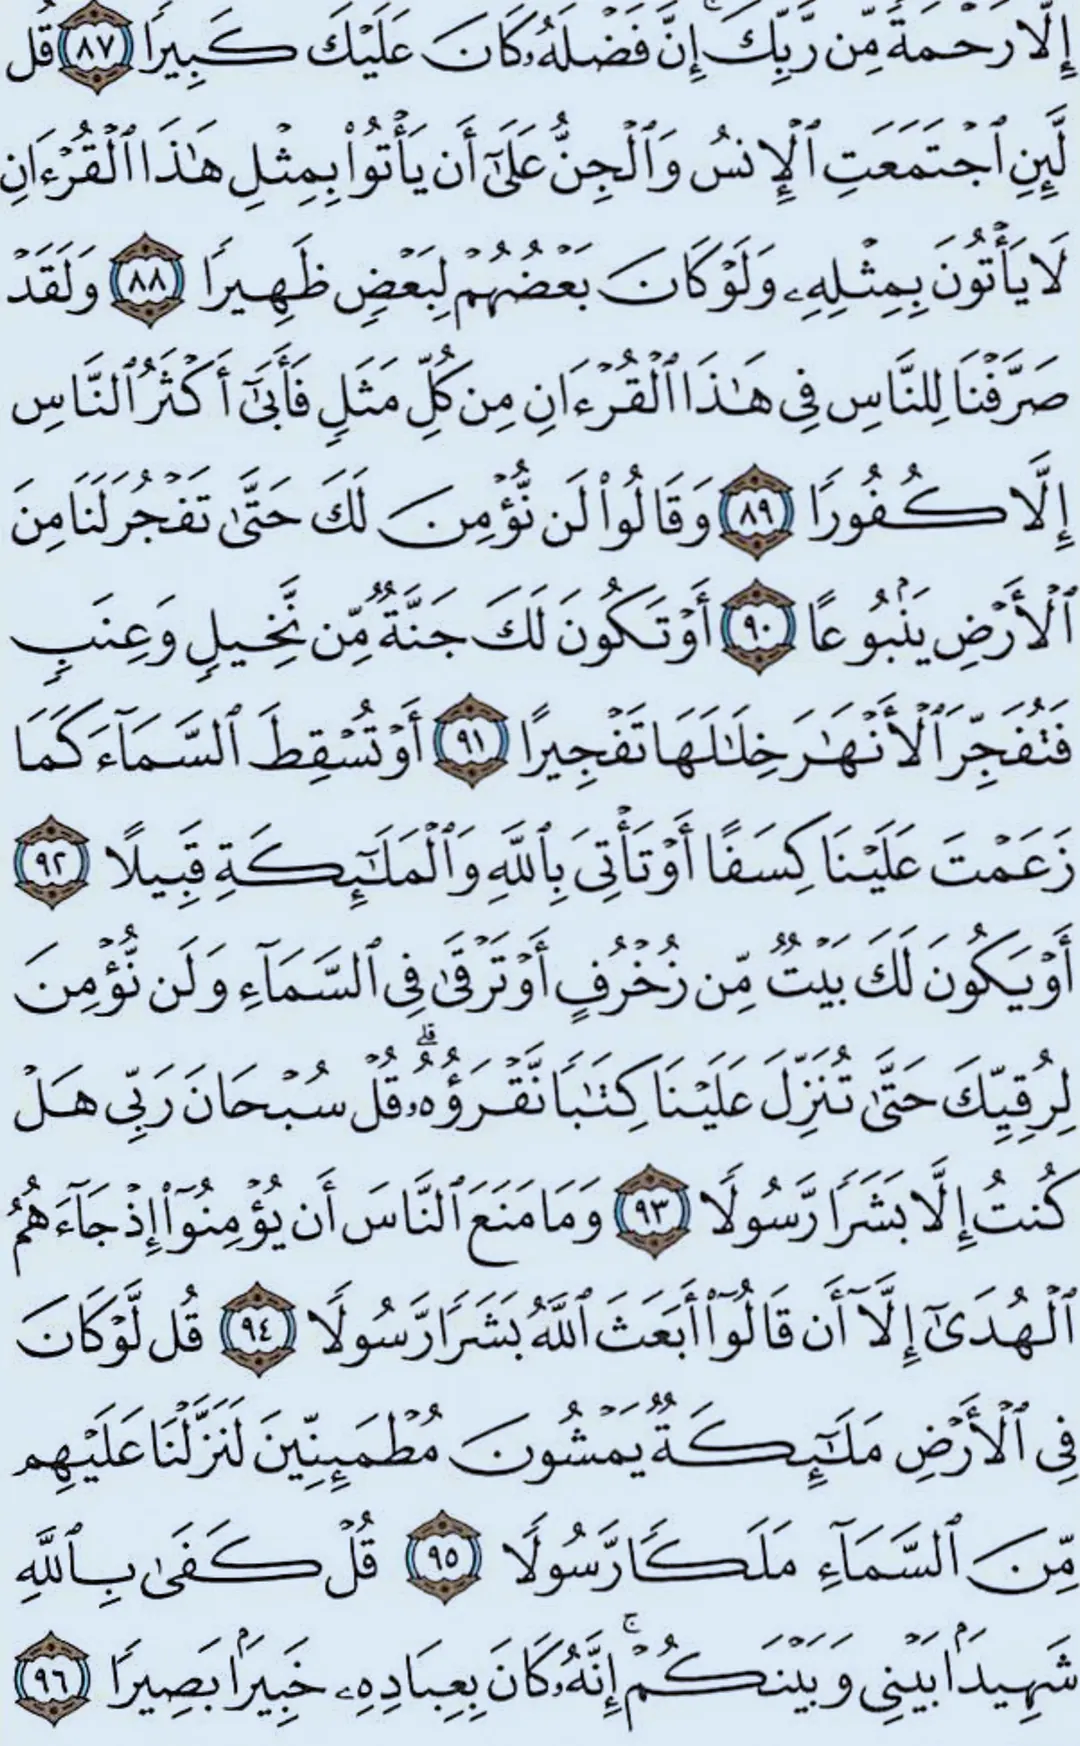 إِلَّا رَحْمَةً مِّن رَّبِّكَ ۚ إِنَّ فَضْلَهُۥ كَانَ عَلَيْكَ كَبِيرًا ٨٧ قُل
لَّئِنِ ٱجْتَمَعَتِ ٱلْإِنسُ وَٱلْجِنُّ عَلَىٰٓ أَن يَأْتُوا۟ بِمِثْلِ هَـٰذَا ٱلْقُرْءَانِ
لَا يَأْتُونَ بِمِثْلِهِۦ وَلَوْ كَانَ بَعْضُهُمْ لِبَعْضٍ ظَهِيرًا ٨٨ وَلَقَدْ
صَرَّفْنَا لِلنَّاسِ فِى هَـٰذَا ٱلْقُرْءَانِ مِن كُلِّ مَثَلٍ فَأَبَىٰٓ أَكْثَرُ ٱلنَّاسِ
إِلَّا كُفُورًا ٨٩ وَقَالُوا۟ لَن نُّؤْمِنَ لَكَ حَتَّىٰ تَفْجُرَ لَنَا مِنَ
ٱلْأَرْضِ يَنۢبُوعًا ٩٠ أَوْ تَكُونَ لَكَ جَنَّةٌ مِّن نَّخِيلٍ وَعِنَبٍ
فَتُفَجِّرَ ٱلْأَنْهَـٰرَ خِلَـٰلَهَا تَفْجِيرًا ٩١ أَوْ تُسْقِطَ ٱلسَّمَآءَ كَمَا
زَعَمْتَ عَلَيْنَا كِسَفًا أَوْ تَأْتِىَ بِٱللَّهِ وَٱلْمَلَـٰٓئِكَةِ قَبِيلًا ٩٢
أَوْ يَكُونَ لَكَ بَيْتٌ مِّن زُخْرُفٍ أَوْ تَرْقَىٰ فِى ٱلسَّمَآءِ وَلَن نُّؤْمِنَ
لِرُقِيِّكَ حَتَّىٰ تُنَزِّلَ عَلَيْنَا كِتَـٰبًا نَّقْرَؤُهُۥ ۗ قُلْ سُبْحَانَ رَبِّى هَلْ
كُنتُ إِلَّا بَشَرًا رَّسُولًا ٩٣ وَمَا مَنَعَ ٱلنَّاسَ أَن يُؤْمِنُوٓا۟ إِذْ جَآءَهُمُ
ٱلْهُدَىٰٓ إِلَّآ أَن قَالُوٓا۟ أَبَعَثَ ٱللَّهُ بَشَرًا رَّسُولًا ٩٤ قُل لَّوْ كَانَ
فِى ٱلْأَرْضِ مَلَـٰٓئِكَةٌ يَمْشُونَ مُطْمَئِنِّينَ لَنَزَّلْنَا عَلَيْهِم
مِّنَ ٱلسَّمَآءِ مَلَكًا رَّسُولًا ٩٥ قُلْ كَفَىٰ بِٱللَّهِ
شَهِيدًۢا بَيْنِى وَبَيْنَكُمْ ۚ إِنَّهُۥ كَانَ بِعِبَادِهِۦ خَبِيرًۢا بَصِيرًا ٩٦